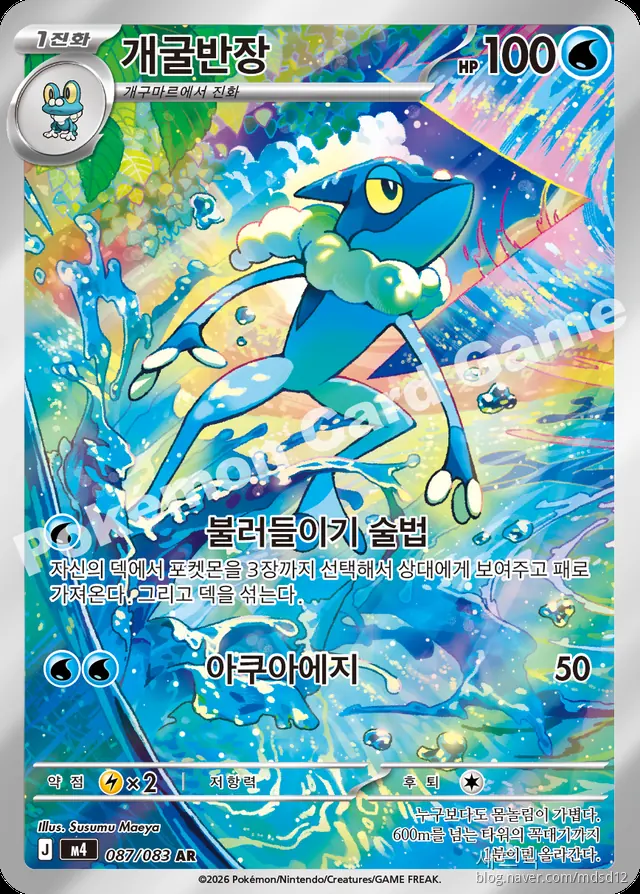 1진화
개굴반장
HP 100
개구마르에서 진화
불러들이기 술법
자신의 덱에서 포켓몬을 3장까지 선택해서 상대에게 보여주고 패로
가져온다. 그리고 덱을 섞는다.
아쿠아에지 50
약점 ×2 저항력 후퇴
Illus. Susumu Maeya
누구보다도 몸놀림이 가볍다.
600m를 넘는 타워의 꼭대기까지
1분이면 올라간다.
J m4 087/083 AR
©2026 Pokémon/Nintendo/Creatures/GAME FREAK.
Pokémon Card Game
blog.naver.com/mdsd12